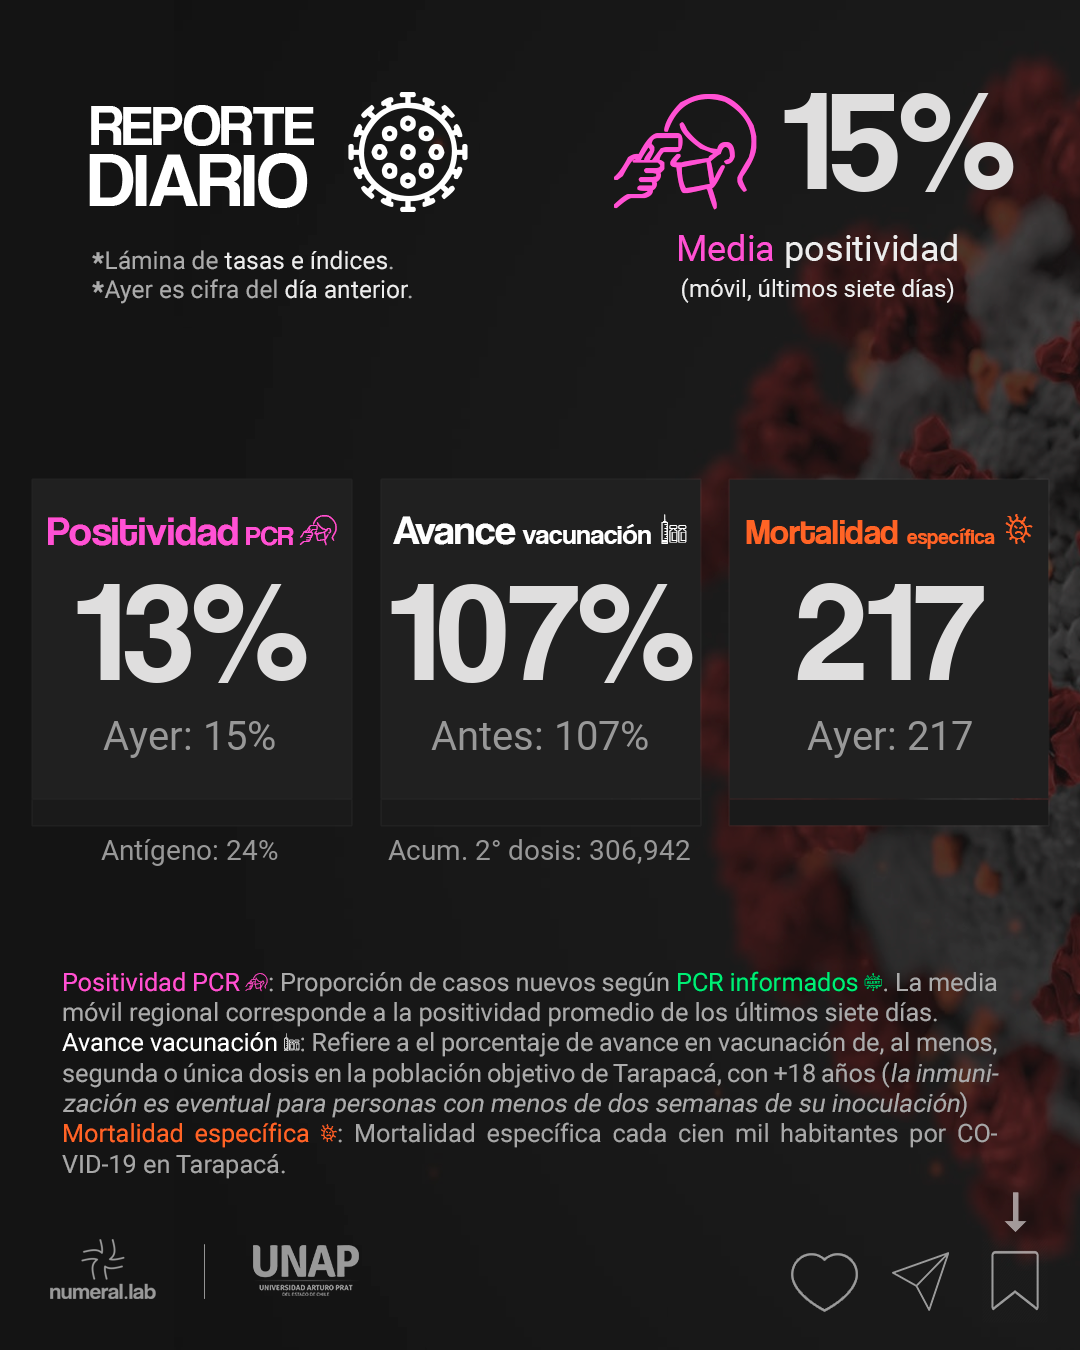 REPORTE
DIARIO
*Lámina de tasas e índices.
*Ayer es cifra del día anterior.
15%
Media positividad
(móvil, últimos siete días)
Positividad PCR
13%
Ayer: 15%
Antígeno: 24%
Avance vacunación
107%
Antes: 107%
Acum. 2° dosis: 306,942
Mortalidad específica
217
Ayer: 217
Positividad PCR : Proporción de casos nuevos según PCR informados . La media
móvil regional corresponde a la positividad promedio de los últimos siete días.
Avance vacunación : Refiere a el porcentaje de avance en vacunación de, al menos,
segunda o única dosis en la población objetivo de Tarapacá, con +18 años (la inmuni-
zación es eventual para personas con menos de dos semanas de su inoculación)
Mortalidad específica : Mortalidad específica cada cien mil habitantes por CO-
VID-19 en Tarapacá.
numeral.lab
UNAP
UNIVERSIDAD ARTURO PRAT
DEL ESTADO DE CHILE